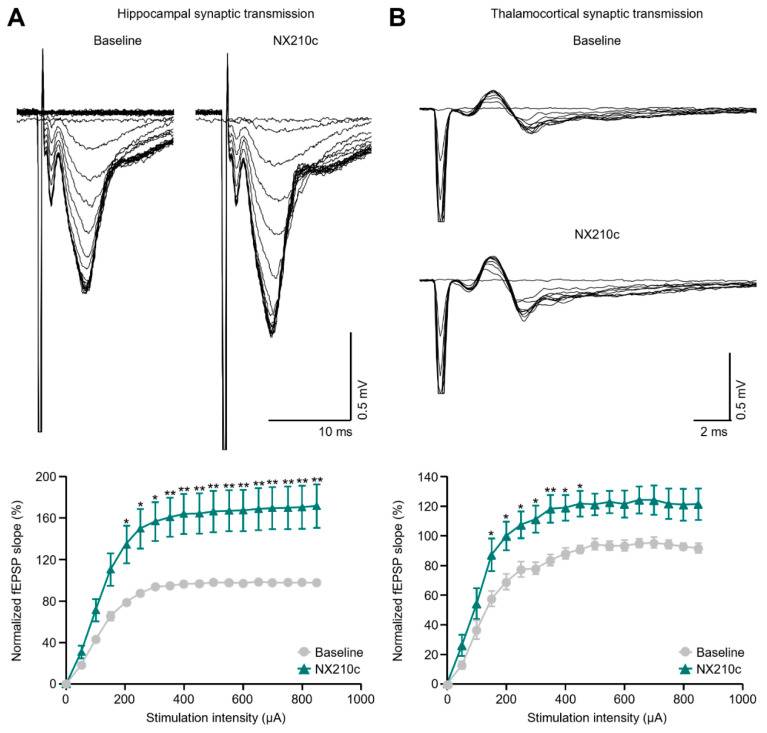 A
Hippocampal synaptic transmission
Baseline
NX210c
0.5 mV
10 ms
B
Thalamocortical synaptic transmission
Baseline
NX210c
0.5 mV
2 ms
200
160
120
80
40
0
Normalized fEPSP slope (%)
* * * ** ** ** ** ** ** ** ** ** ** **
Baseline
NX210c
0 200 400 600 800 1000
Stimulation intensity (µA)
140
120
100
80
60
40
20
0
Normalized fEPSP slope (%)
* * * * ** * *
Baseline
NX210c
0 200 400 600 800 1000
Stimulation intensity (µA)